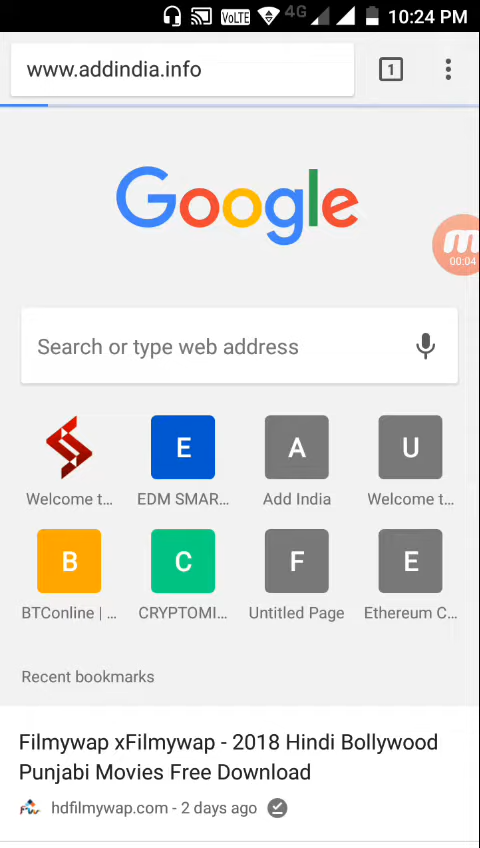 VoLTE 4G 10:24 PM
www.addindia.info
1
Google
00:04
Search or type web address
E A U
Welcome t... EDM SMAR... Add India Welcome t...
B C F E
BTConline | ... CRYPTOMI... Untitled Page Ethereum C...
Recent bookmarks
Filmywap xFilmywap - 2018 Hindi Bollywood
Punjabi Movies Free Download
hdfilmywap.com - 2 days ago